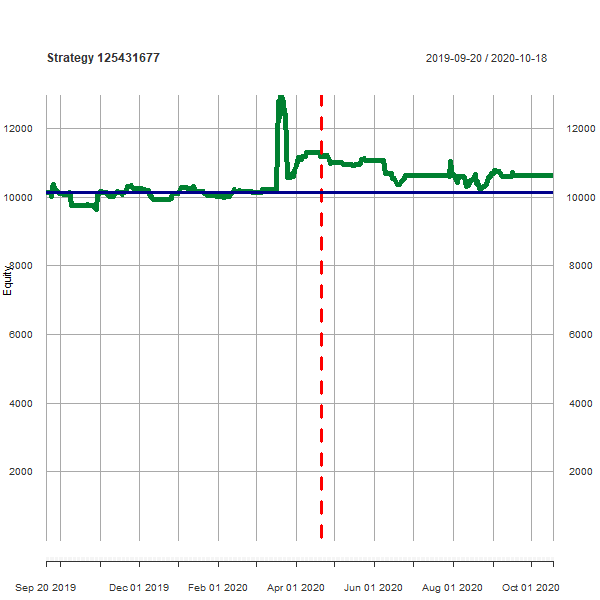 Strategy 125431677
2019-09-20 / 2020-10-18
12000
12000
10000
10000
8000
8000
Equity
6000
6000
4000
4000
2000
2000
Sep 20 2019
Dec 01 2019
Feb 01 2020
Apr 01 2020
Jun 01 2020
Aug 01 2020
Oct 01 2020